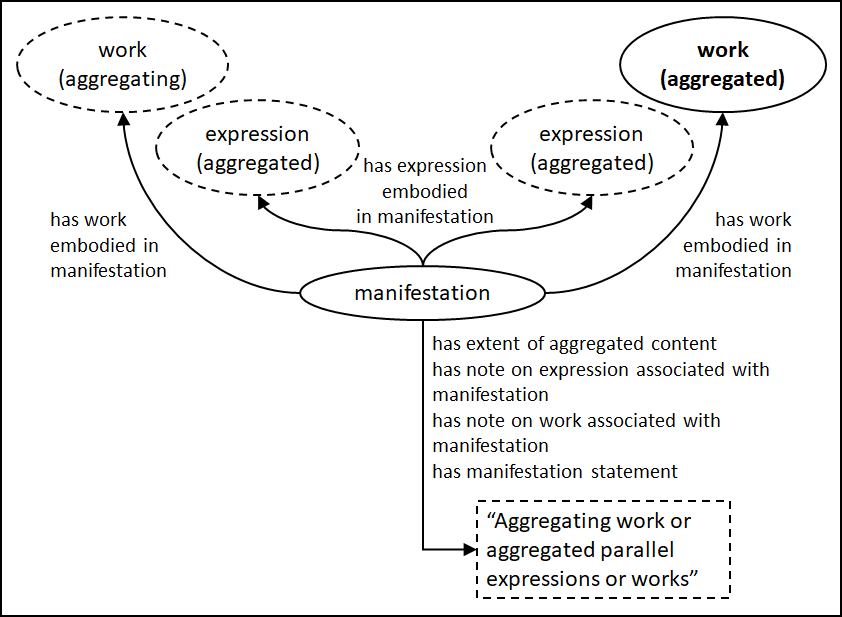 work
(aggregating)
work
(aggregated)
expression
(aggregated)
expression
(aggregated)
has expression
embodied
in manifestation
has work
embodied in
manifestation
has work
embodied in
manifestation
manifestation
has extent of aggregated content
has note on expression associated with
manifestation
has note on work associated with
manifestation
has manifestation statement
“Aggregating work or
aggregated parallel
expressions or works”